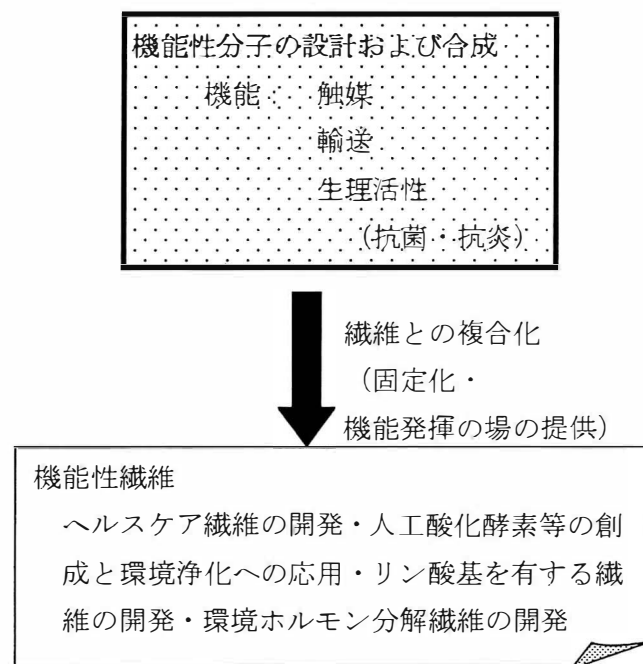 機能性分子の設計および合成
機能： 触媒
輸送
生理活性
（抗菌・抗炎）
繊維との複合化
（固定化・
機能発揮の場の提供）
機能性繊維
ヘルスケア繊維の開発・人工酸化酵素等の創
成と環境浄化への応用・リン酸基を有する繊
維の開発・環境ホルモン分解繊維の開発